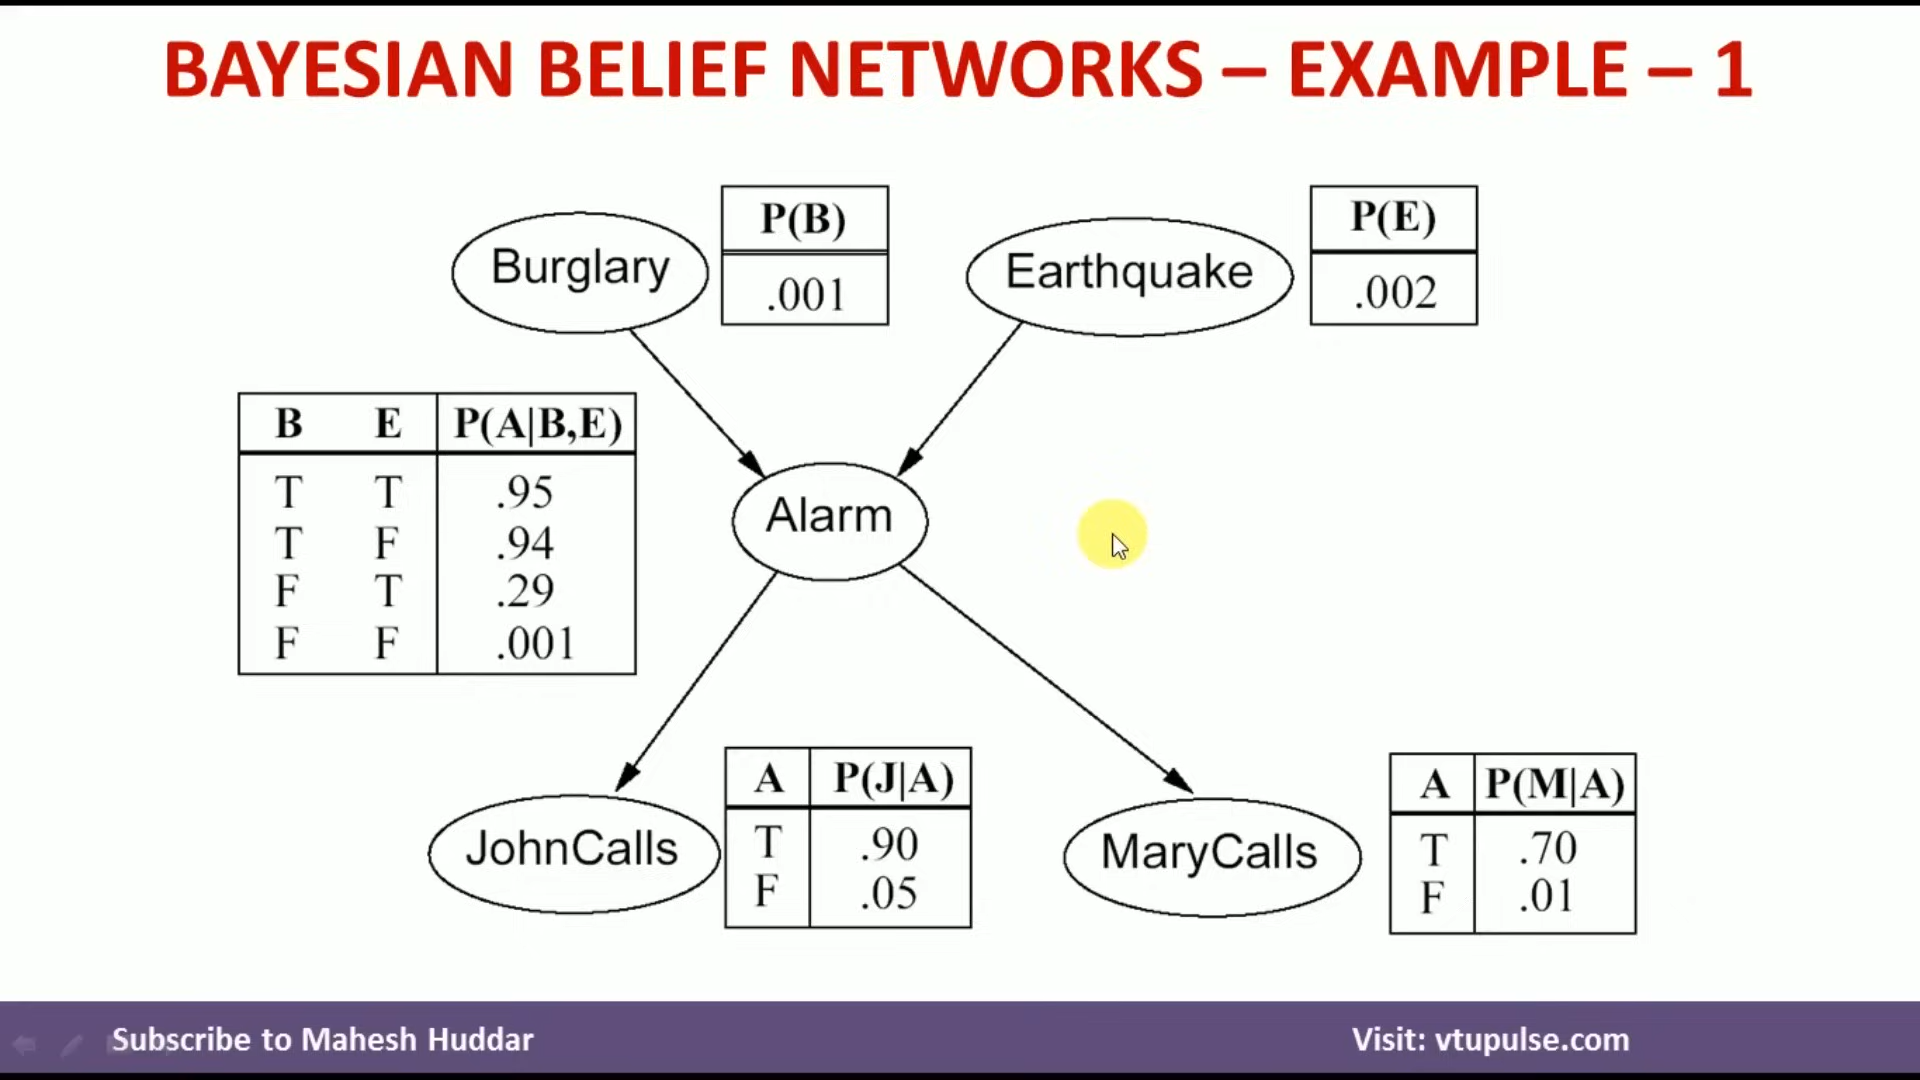 BAYESIAN BELIEF NETWORKS – EXAMPLE – 1
Burglary
P(B)
.001
Earthquake
P(E)
.002
B E P(A|B,E)
T T .95
T F .94
F T .29
F F .001
Alarm
JohnCalls
A P(J|A)
T .90
F .05
MaryCalls
A P(M|A)
T .70
F .01
Subscribe to Mahesh Huddar
Visit: vtupulse.com